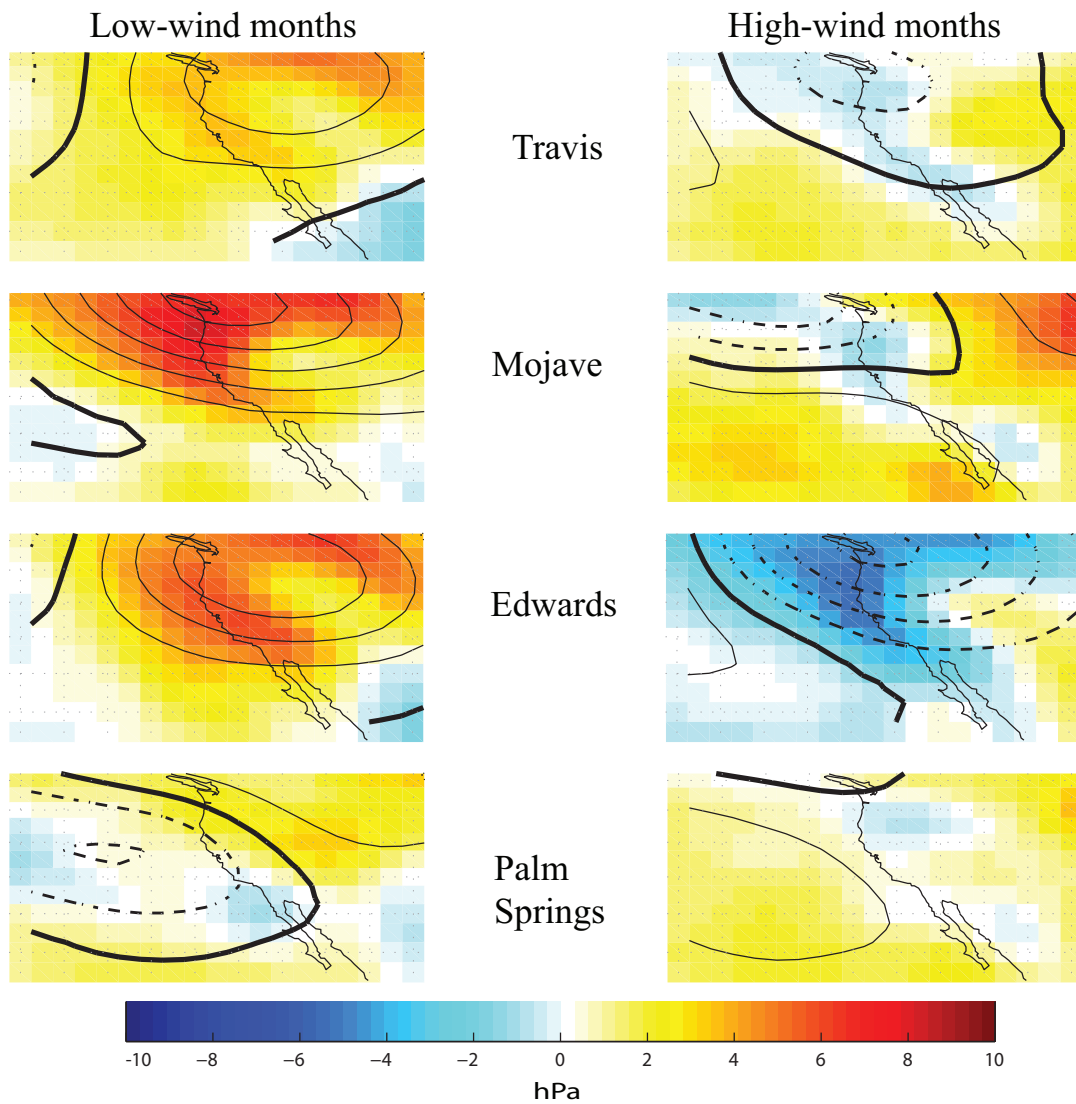 Low-wind months
High-wind months
Travis
Mojave
Edwards
Palm
Springs
-10 −8 −6 −4 −2 0 2 4 6 8 10
hPa